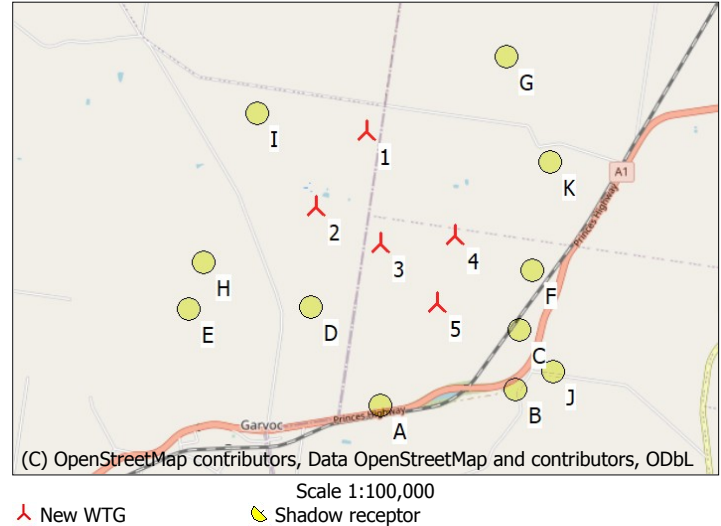 G
I
1
K
A1
Princes Highway
2
3
4
H
F
E
D
5
C
J
B
Princes Highway
A
Garvoc
(C) OpenStreetMap contributors, Data OpenStreetMap and contributors, ODbL
Scale 1:100,000
New WTG
Shadow receptor